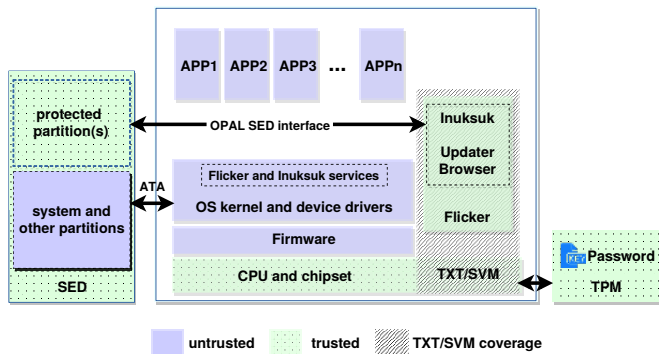 APP1 APP2 APP3 ... APPn
protected
partition(s)
OPAL SED interface
Inuksuk
Updater
Browser
Flicker and Inuksuk services
ATA
OS kernel and device drivers
system and
other partitions
Flicker
Firmware
KEY Password
CPU and chipset
TXT/SVM
SED
TPM
untrusted
trusted
TXT/SVM coverage